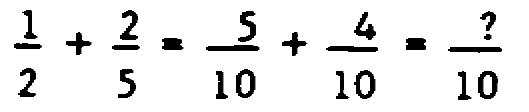 1/2 + 2/5 = 5/10 + 4/10 = ?/10